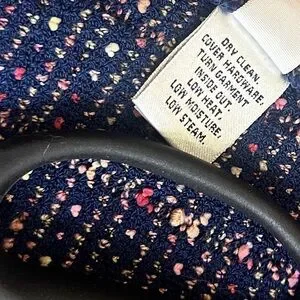 DRY CLEAN.
COVER HARDWARE.
TURN GARMENT
INSIDE OUT.
LOW HEAT.
LOW MOISTURE.
LOW STEAM.